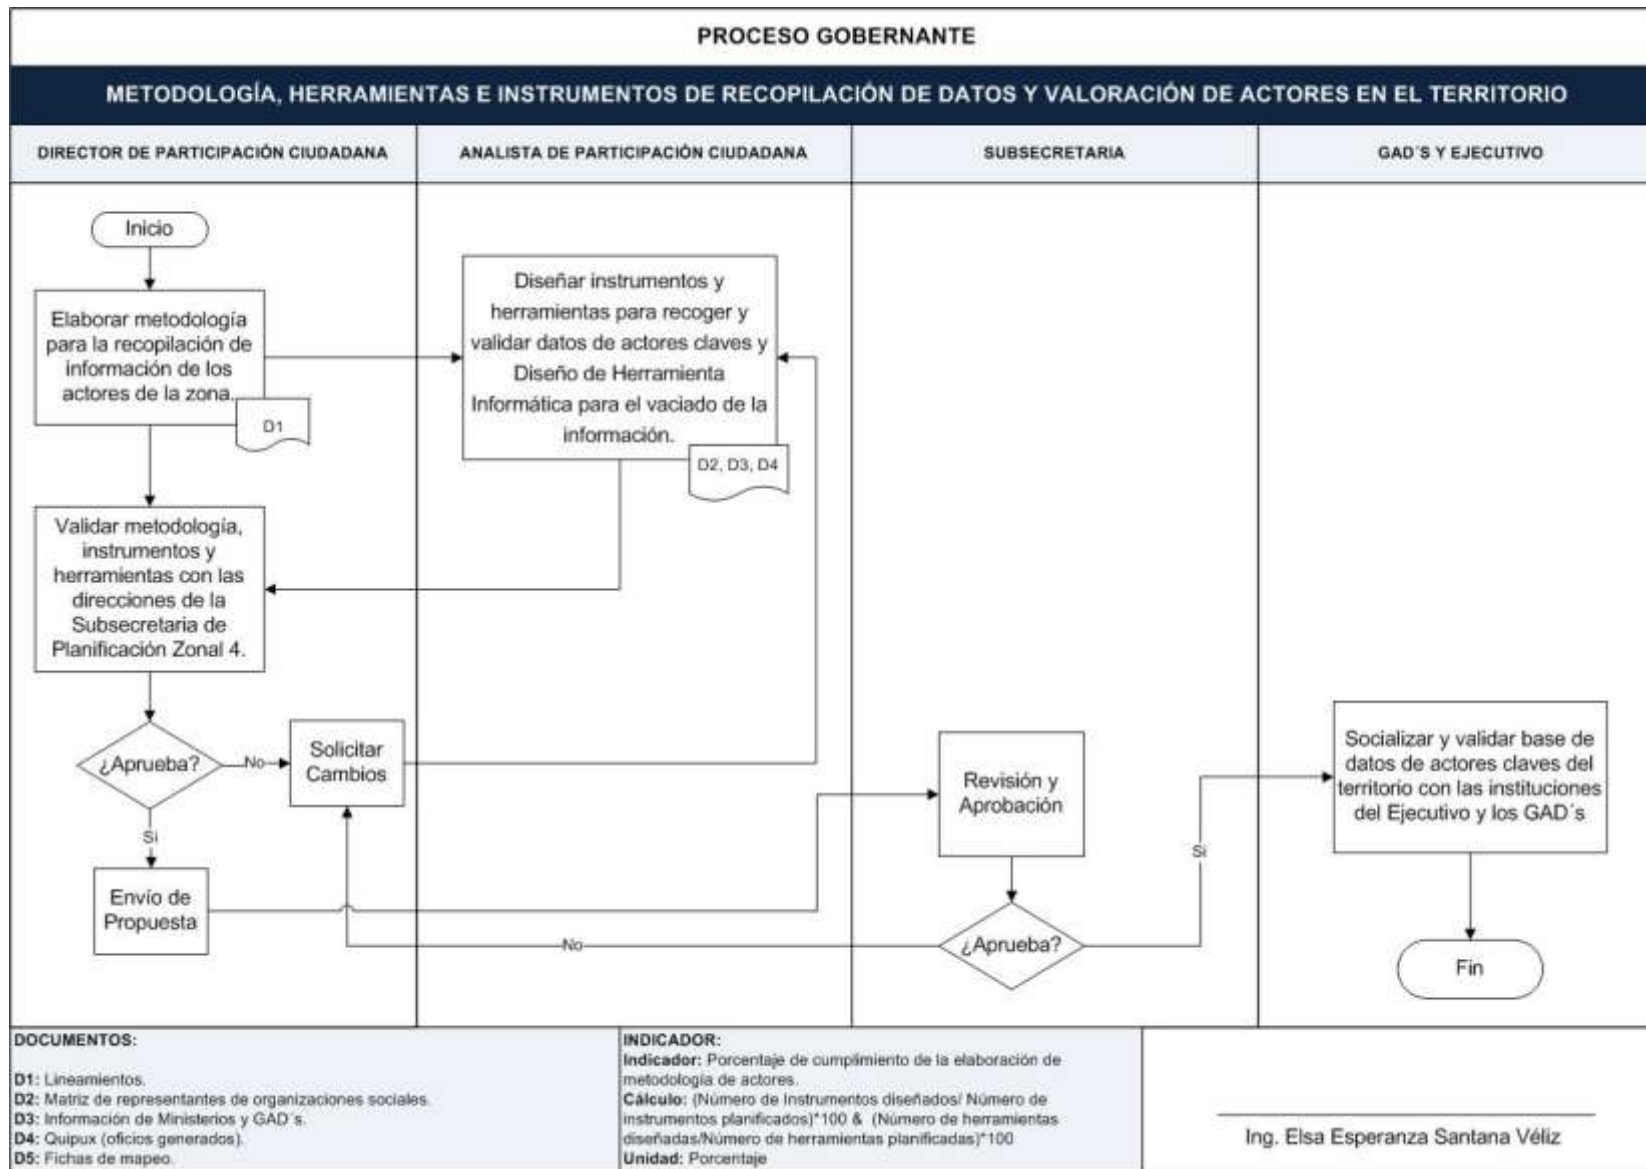 PROCESO GOBERNANTE
METODOLOGÍA, HERRAMIENTAS E INSTRUMENTOS DE RECOPILACIÓN DE DATOS Y VALORACIÓN DE ACTORES EN EL TERRITORIO
DIRECTOR DE PARTICIPACIÓN CIUDADANA
ANALISTA DE PARTICIPACIÓN CIUDADANA
SUBSECRETARIA
GAD´S Y EJECUTIVO
Inicio
Elaborar metodología
para la recopilación de
información de los
actores de la zona.
D1
Diseñar instrumentos y
herramientas para recoger y
validar datos de actores claves y
Diseño de Herramienta
Informática para el vaciado de la
información.
D2, D3, D4
Validar metodología,
instrumentos y
herramientas con las
direcciones de la
Subsecretaria de
Planificación Zonal 4.
¿Aprueba?
No
Solicitar
Cambios
Si
Envío de
Propuesta
Revisión y
Aprobación
¿Aprueba?
No
Si
Socializar y validar base de
datos de actores claves del
territorio con las instituciones
del Ejecutivo y los GAD´s
Fin
DOCUMENTOS:
D1: Lineamientos.
D2: Matriz de representantes de organizaciones sociales.
D3: Información de Ministerios y GAD´s.
D4: Quipux (oficios generados).
D5: Fichas de mapeo.
INDICADOR:
Indicador: Porcentaje de cumplimiento de la elaboración de
metodología de actores.
Cálculo: (Número de Instrumentos diseñados/ Número de
instrumentos planificados)*100 & (Número de herramientas
diseñadas/Número de herramientas planificadas)*100
Unidad: Porcentaje
Ing. Elsa Esperanza Santana Véliz